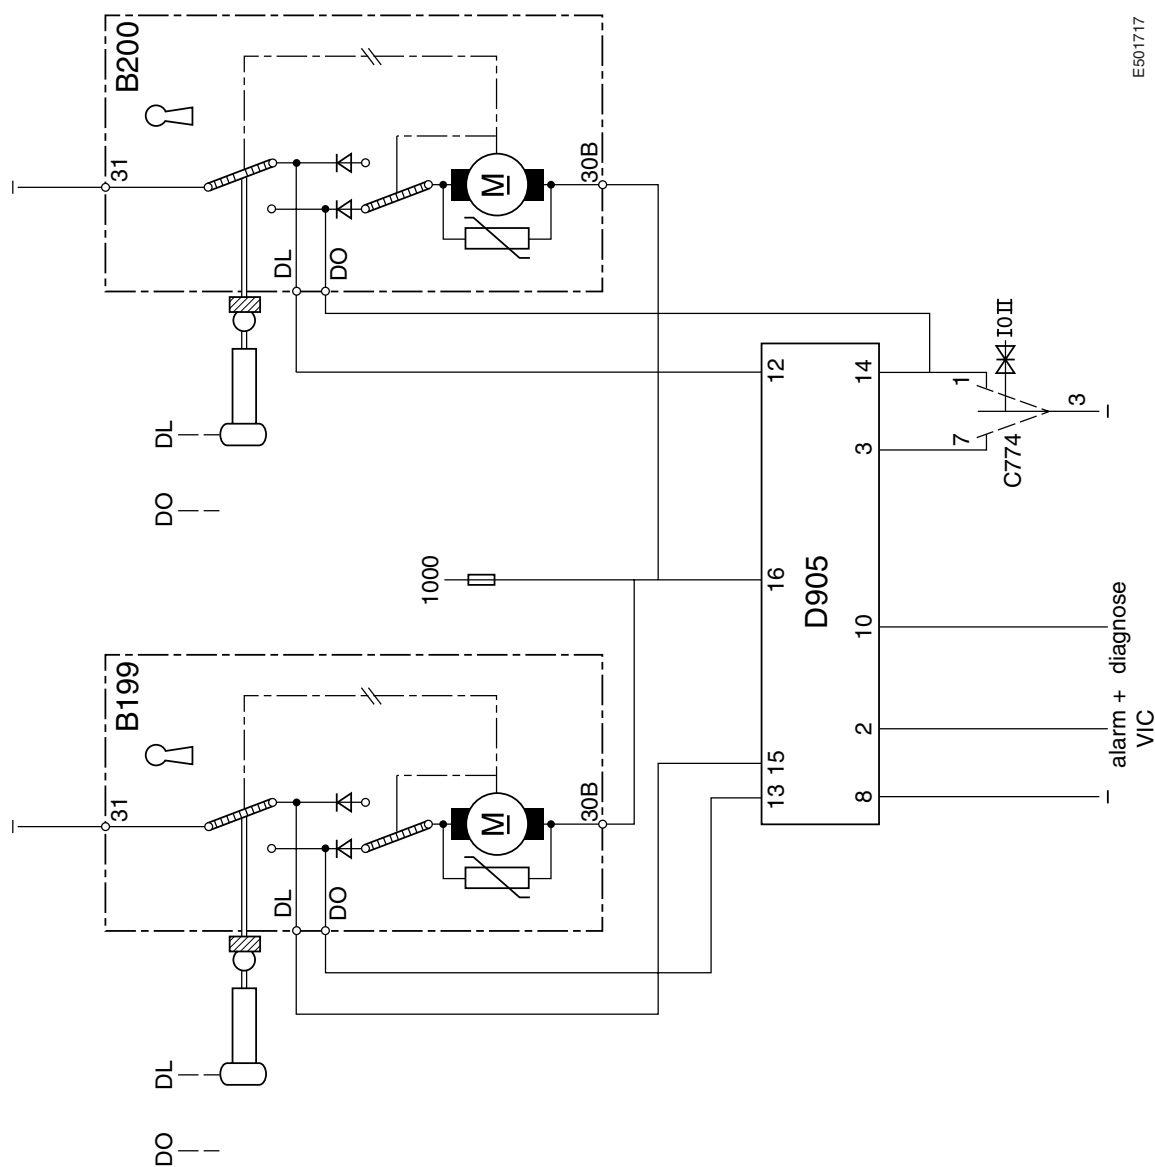 E501717
B200
31
DL
DO
30B
DL
DO
12
14
3
16
D905
10
2
15
13
8
1
7
C774
I0II
3
1000
alarm + diagnose
VIC
B199
31
DL
DO
30B
M
M
DL
DO